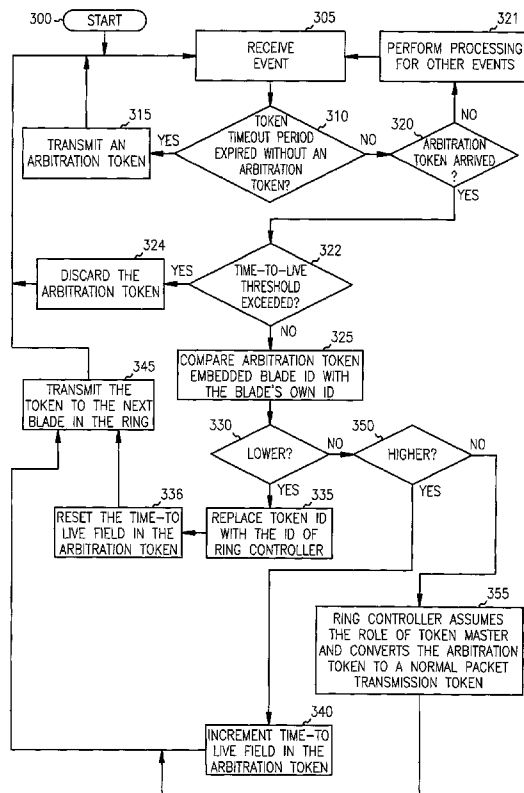 300
START
305
RECEIVE
EVENT
321
PERFORM PROCESSING
FOR OTHER EVENTS
315
TRANSMIT AN
ARBITRATION TOKEN
YES
310
TOKEN
TIMEOUT PERIOD
EXPIRED WITHOUT AN
ARBITRATION
TOKEN?
NO
320
NO
ARBITRATION
TOKEN ARRIVED
?
YES
324
DISCARD THE
ARBITRATION TOKEN
YES
322
TIME-TO-LIVE
THRESHOLD
EXCEEDED?
NO
325
COMPARE ARBITRATION TOKEN
EMBEDDED BLADE ID WITH
THE BLADE'S OWN ID
345
TRANSMIT THE
TOKEN TO THE NEXT
BLADE IN THE RING
330
LOWER?
NO
YES
350
HIGHER?
NO
YES
336
RESET THE TIME-TO
LIVE FIELD IN THE
ARBITRATION TOKEN
335
REPLACE TOKEN ID
WITH THE ID OF
RING CONTROLLER
355
RING CONTROLLER ASSUMES
THE ROLE OF TOKEN MASTER
AND CONVERTS THE ARBITRATION
TOKEN TO A NORMAL PACKET
TRANSMISSION TOKEN
340
INCREMENT TIME-TO
LIVE FIELD IN THE
ARBITRATION TOKEN